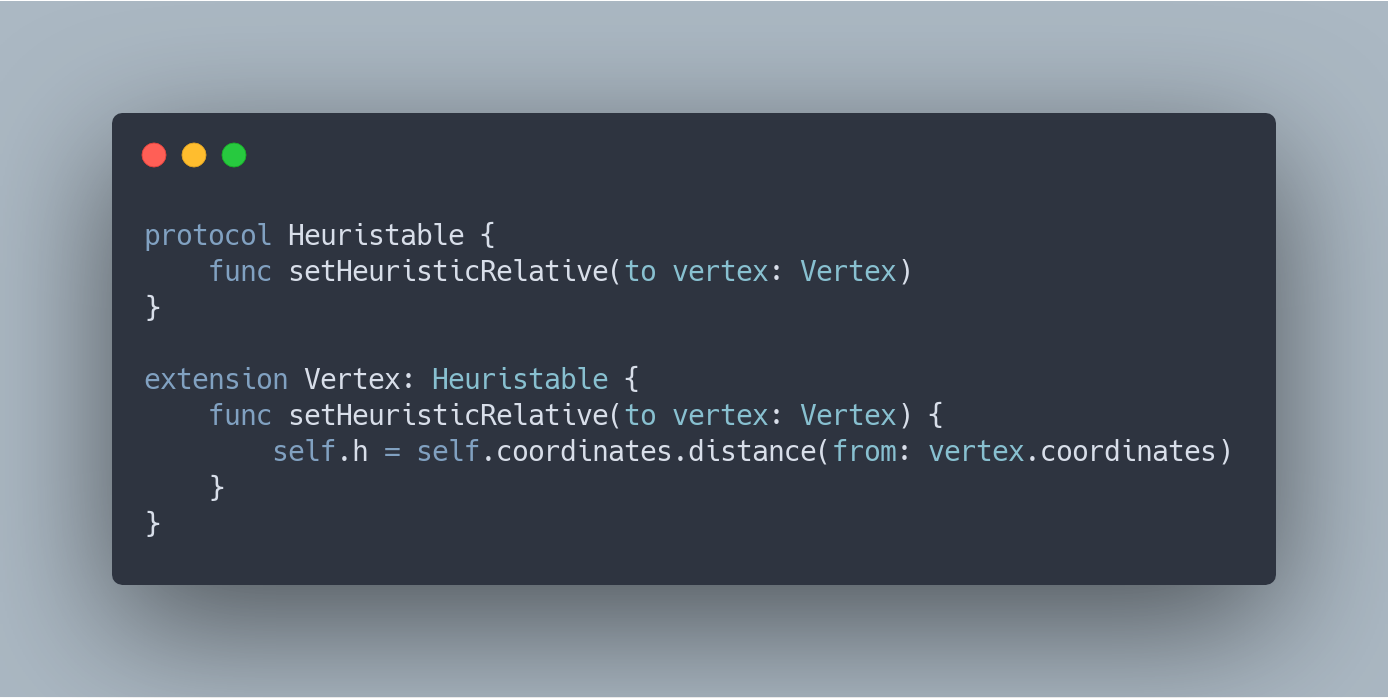 protocol Heuristable {
    func setHeuristicRelative(to vertex: Vertex)
}

extension Vertex: Heuristable {
    func setHeuristicRelative(to vertex: Vertex) {
        self.h = self.coordinates.distance(from: vertex.coordinates)
    }
}